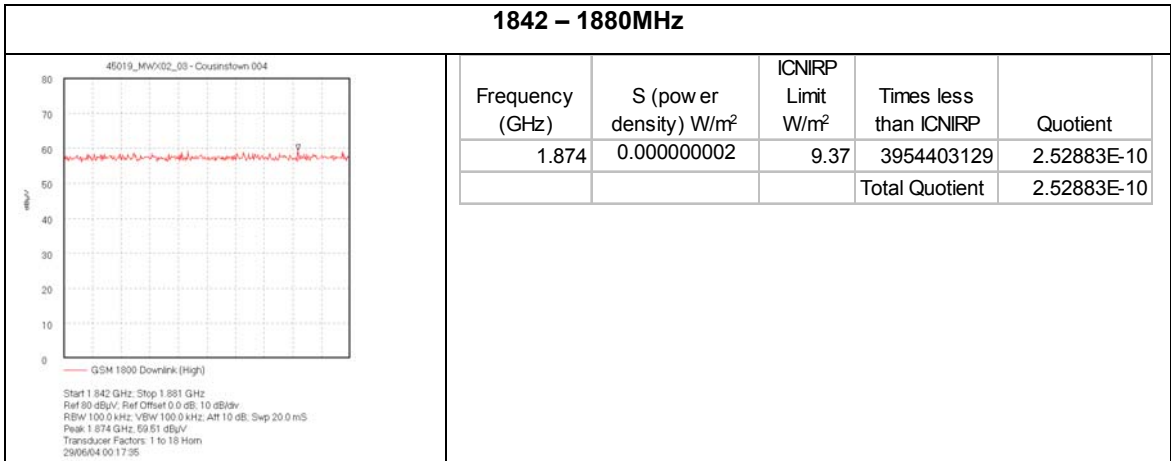 1842 – 1880MHz
45019_MWX02_03 - Cousinstown 004
80
70
60
50
40
30
20
10
0
dBµV
GSM 1800 Downlink (High)
Start 1.842 GHz; Stop 1.881 GHz
Ref 80 dBµV; Ref Offset 0.0 dB; 10 dB/div
RBW 100.0 kHz; VBW 100.0 kHz; Att 10 dB; Swp 20.0 mS
Peak 1.874 GHz, 59.51 dBµV
Transducer Factors: 1 to 18 Horn
29/06/04 00:17:35
Frequency (GHz) S (pow er density) W/m² ICNIRP Limit W/m² Times less than ICNIRP Quotient
1.874 0.000000002 9.37 3954403129 2.52883E-10
Total Quotient 2.52883E-10